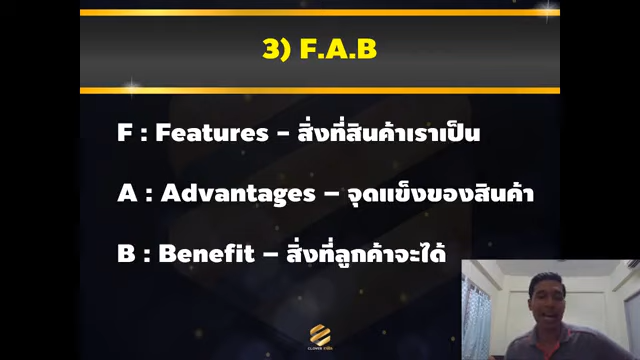 3) F.A.B
F : Features – สิ่งที่สินค้าเราเป็น
A : Advantages – จุดแข็งของสินค้า
B : Benefit – สิ่งที่ลูกค้าจะได้